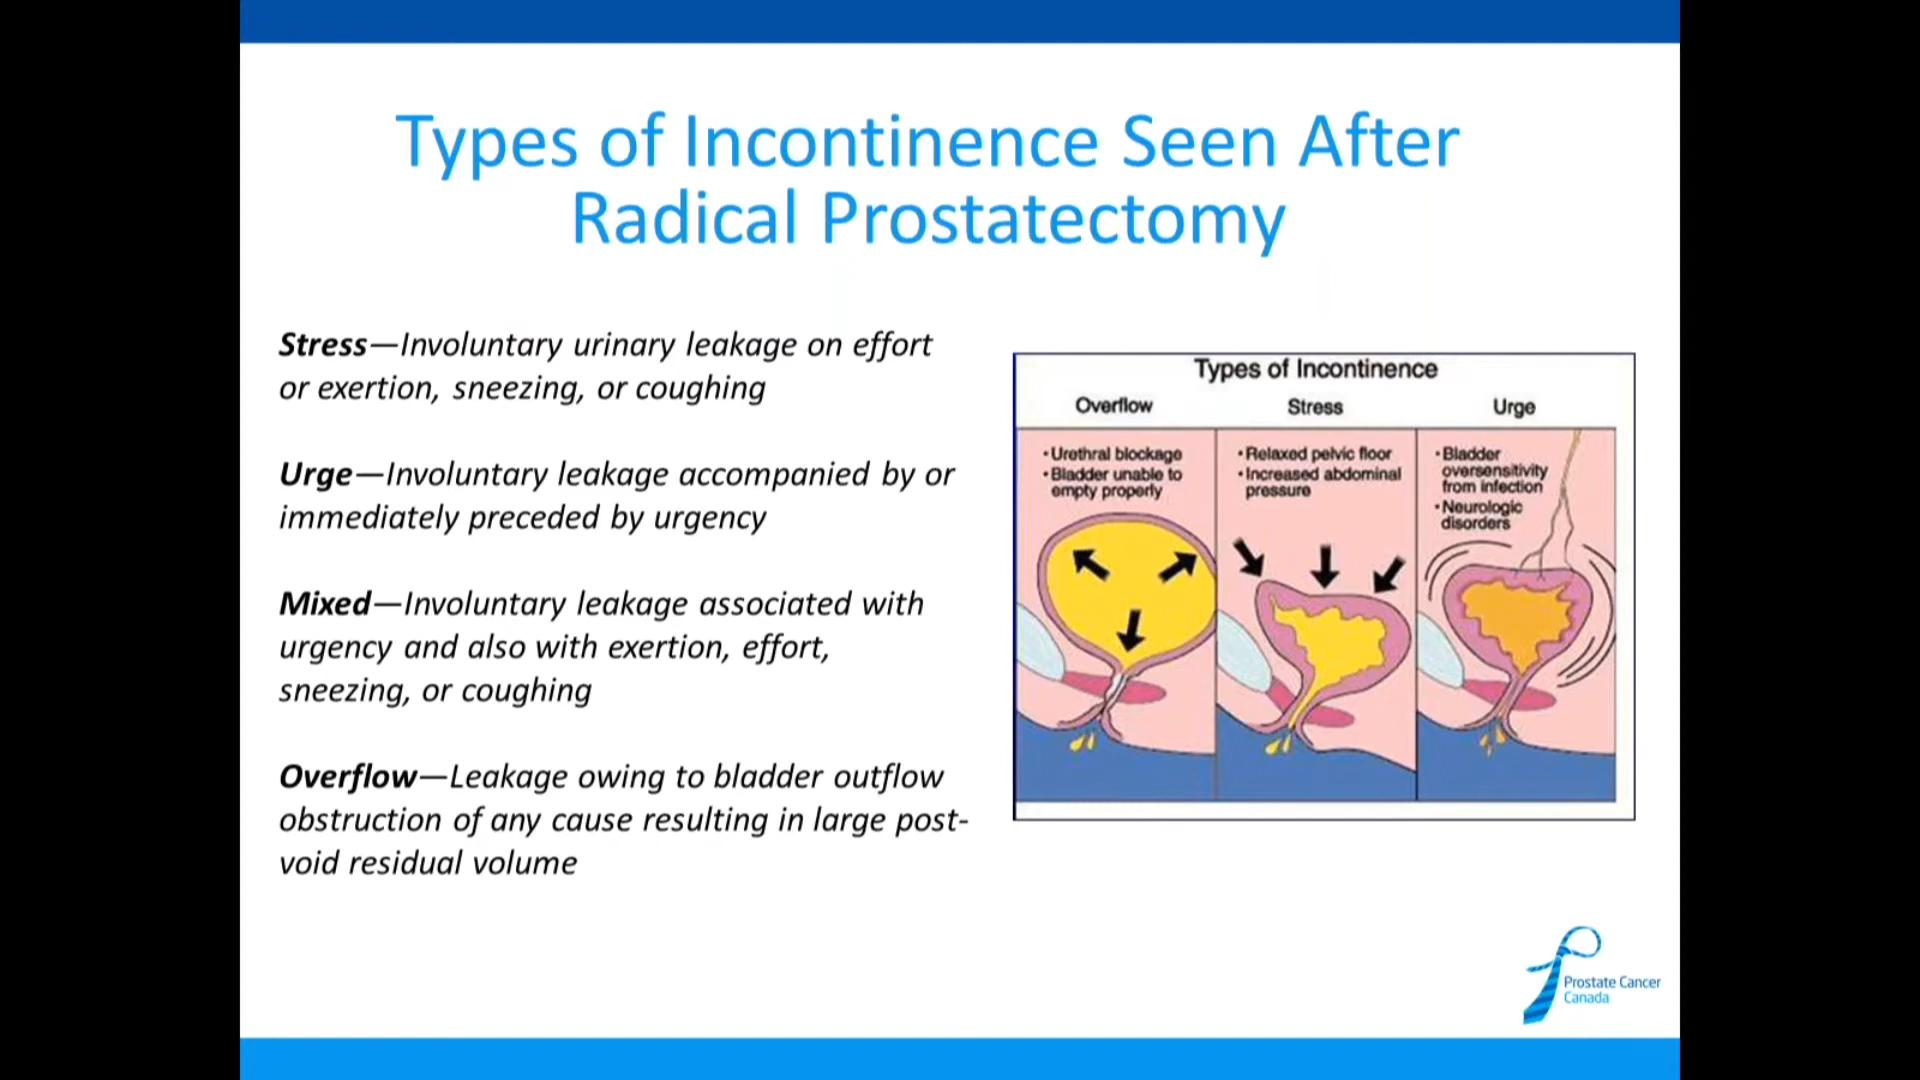 Types of Incontinence Seen After
Radical Prostatectomy
Stress—Involuntary urinary leakage on effort
or exertion, sneezing, or coughing
Urge—Involuntary leakage accompanied by or
immediately preceded by urgency
Mixed—Involuntary leakage associated with
urgency and also with exertion, effort,
sneezing, or coughing
Overflow—Leakage owing to bladder outflow
obstruction of any cause resulting in large post-
void residual volume
Types of Incontinence
Overflow
• Urethral blockage
• Bladder unable to
empty properly
Stress
• Relaxed pelvic floor
• Increased abdominal
pressure
Urge
• Bladder
oversensitivity
from infection
• Neurologic
disorders
Prostate Cancer
Canada